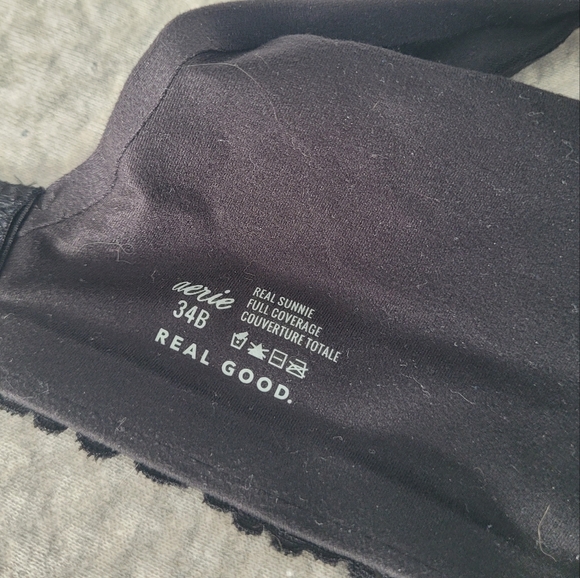 aerie
34B
REAL SUNNIE
FULL COVERAGE
COUVERTURE TOTALE
REAL GOOD.